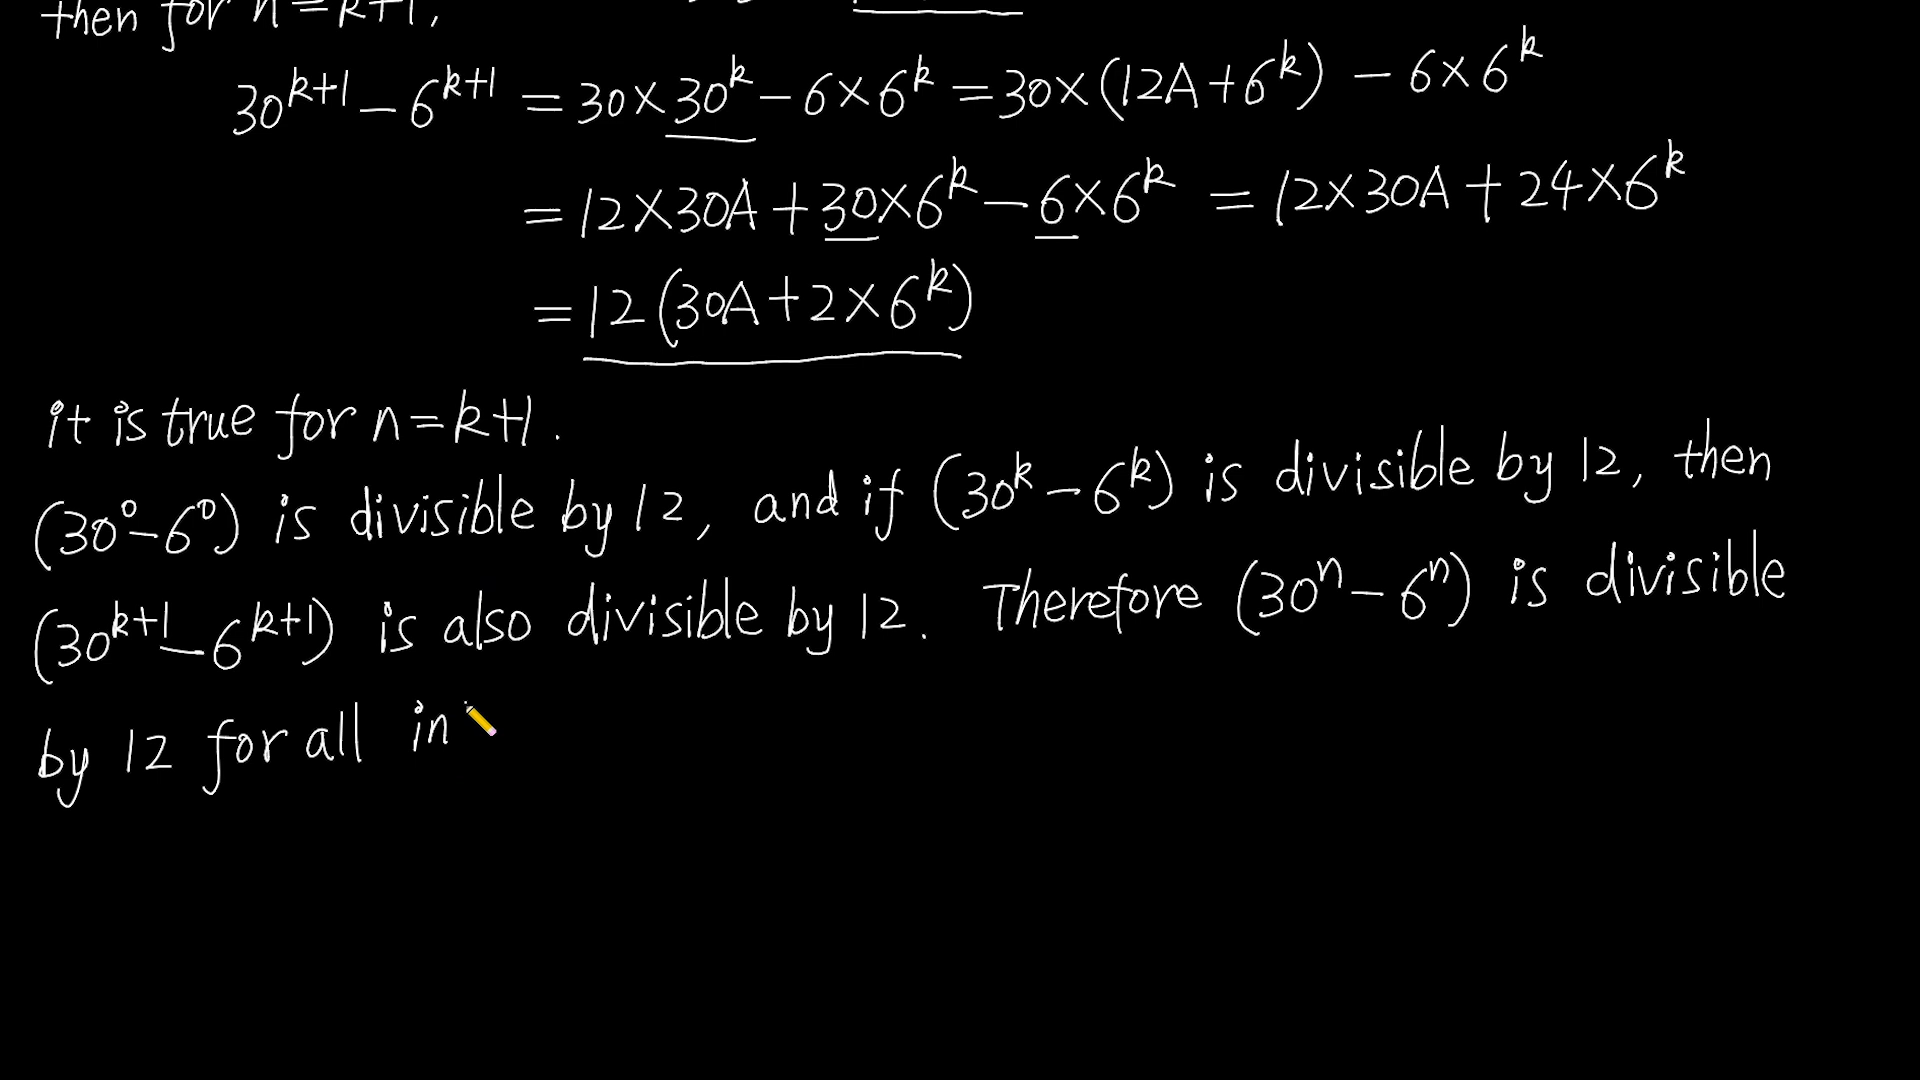 then for n=k+1,
30^{k+1} - 6^{k+1} = 30×30^k - 6×6^k = 30×(12A+6^k) - 6×6^k
= 12×30A + 30×6^k - 6×6^k = 12×30A + 24×6^k
= 12(30A+2×6^k)
it is true for n=k+1.
(30^0-6^0) is divisible by 12, and if (30^k-6^k) is divisible by 12, then
(30^{k+1}-6^{k+1}) is also divisible by 12. Therefore (30^n-6^n) is divisible
by 12 for all in